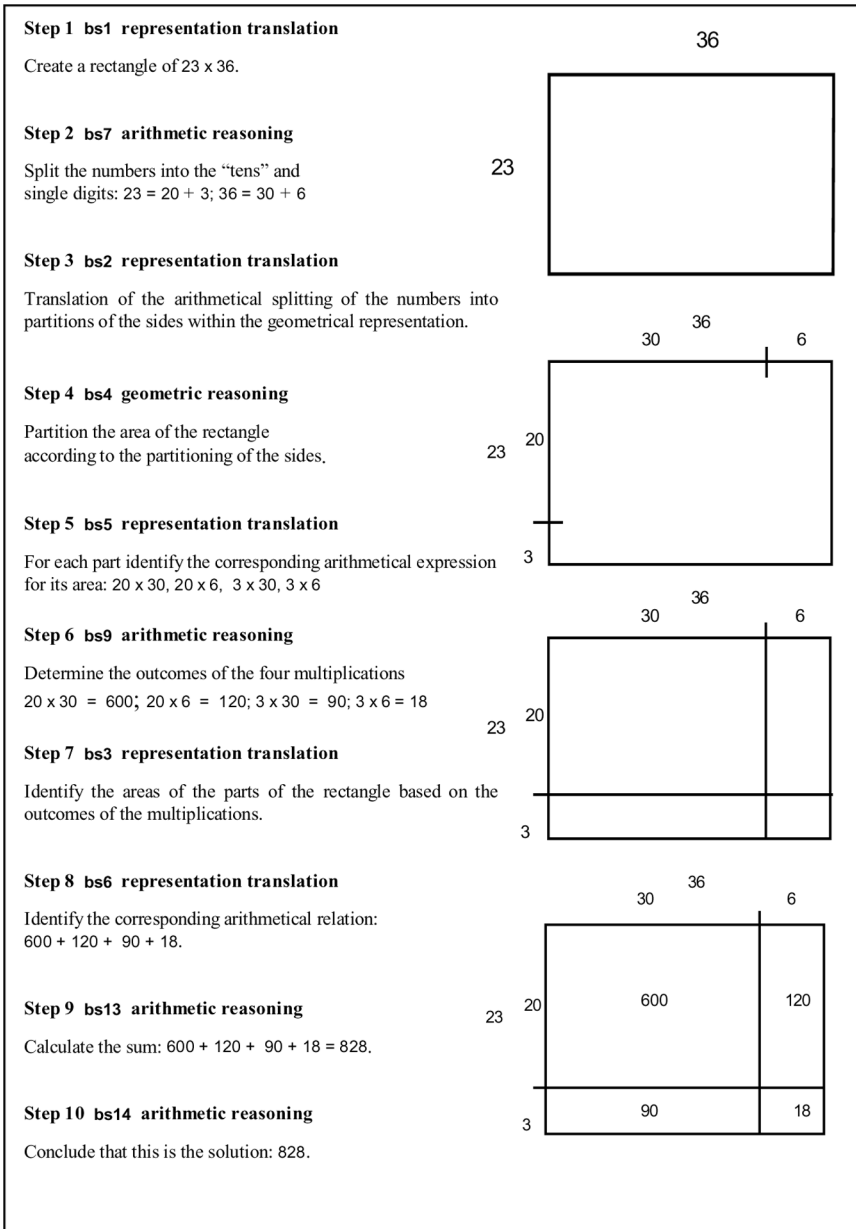 Step 1 bs1 representation translation
Create a rectangle of 23 x 36.
Step 2 bs7 arithmetic reasoning
Split the numbers into the “tens” and
single digits: 23 = 20 + 3; 36 = 30 + 6
Step 3 bs2 representation translation
Translation of the arithmetical splitting of the numbers into
partitions of the sides within the geometrical representation.
Step 4 bs4 geometric reasoning
Partition the area of the rectangle
according to the partitioning of the sides.
Step 5 bs5 representation translation
For each part identify the corresponding arithmetical expression
for its area: 20 x 30, 20 x 6, 3 x 30, 3 x 6
Step 6 bs9 arithmetic reasoning
Determine the outcomes of the four multiplications
20 x 30 = 600; 20 x 6 = 120; 3 x 30 = 90; 3 x 6 = 18
Step 7 bs3 representation translation
Identify the areas of the parts of the rectangle based on the
outcomes of the multiplications.
Step 8 bs6 representation translation
Identify the corresponding arithmetical relation:
600 + 120 + 90 + 18.
Step 9 bs13 arithmetic reasoning
Calculate the sum: 600 + 120 + 90 + 18 = 828.
Step 10 bs14 arithmetic reasoning
Conclude that this is the solution: 828.
36
23
36
30 6
20
23
3
36
30 6
20
23
3
36
30 6
20 600 120
23
90 18
3